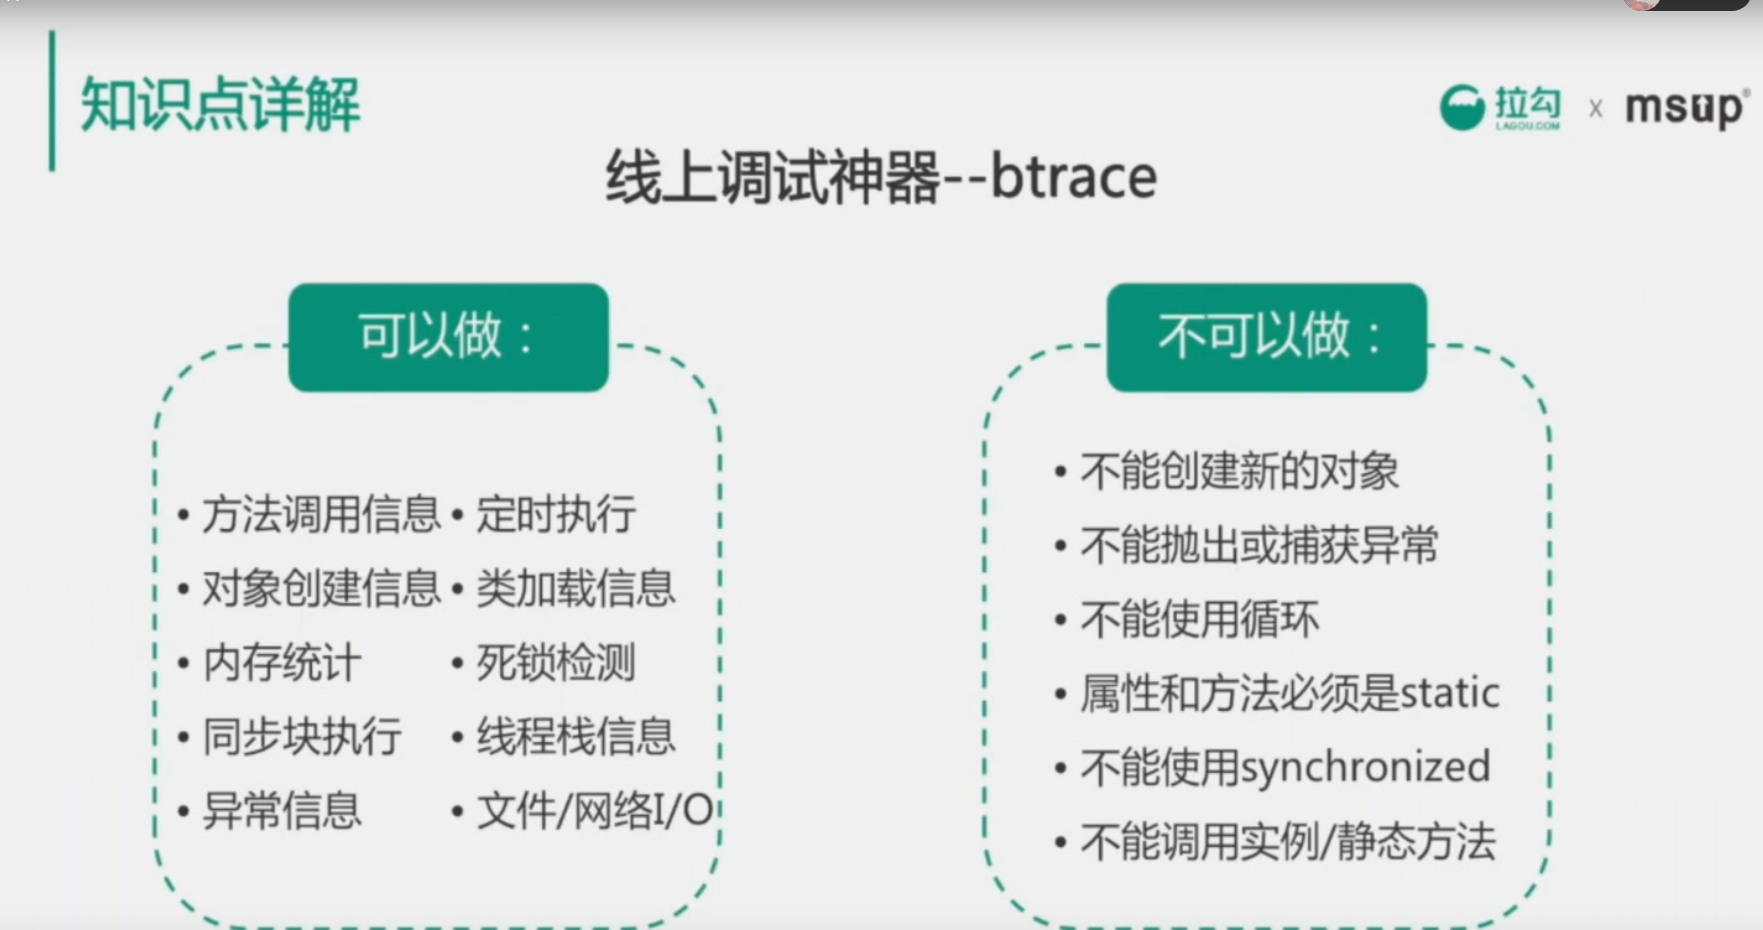 知识点详解
拉勾
LAGOU.COM
x
msup®
线上调试神器--btrace
可以做：
• 方法调用信息
• 对象创建信息
• 内存统计
• 同步块执行
• 异常信息
• 定时执行
• 类加载信息
• 死锁检测
• 线程栈信息
• 文件/网络I/O
不可以做：
• 不能创建新的对象
• 不能抛出或捕获异常
• 不能使用循环
• 属性和方法必须是static
• 不能使用synchronized
• 不能调用实例/静态方法